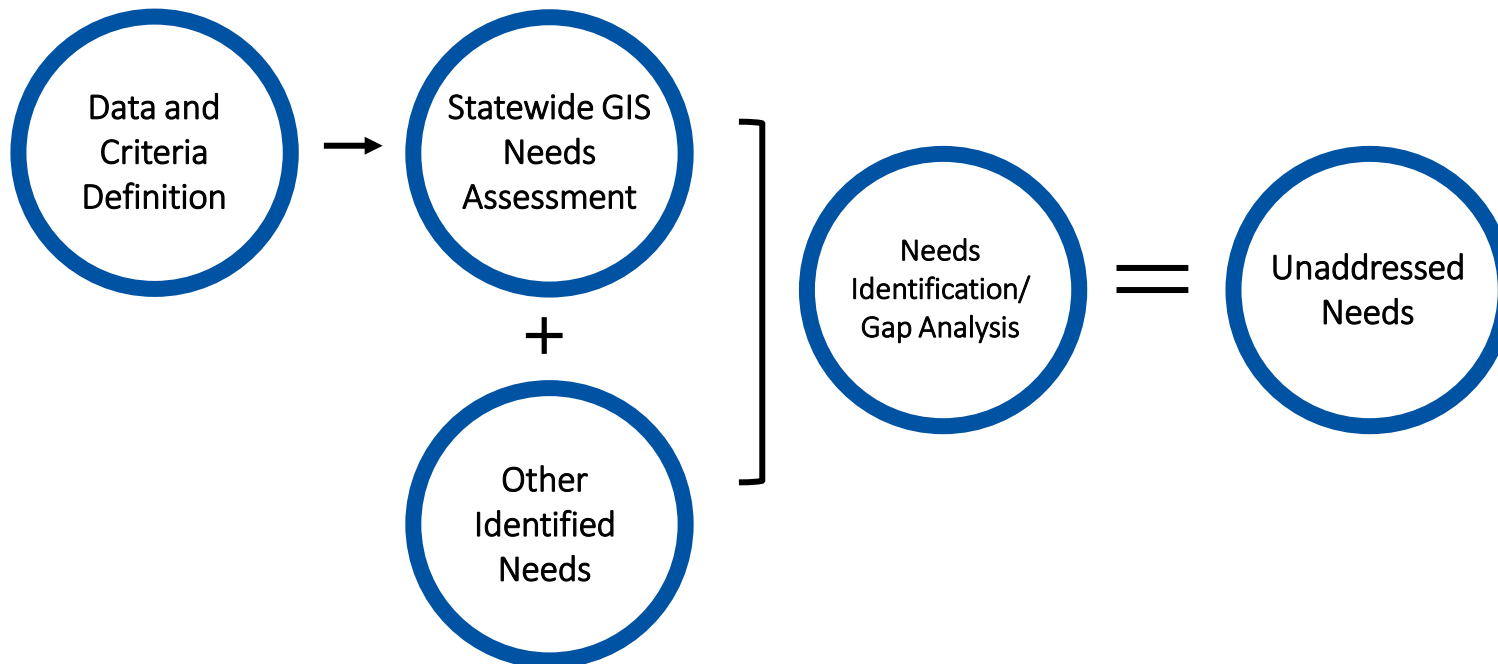 Data and
Criteria
Definition
Statewide GIS
Needs
Assessment
+
Other
Identified
Needs
Needs
Identification/
Gap Analysis
=
Unaddressed
Needs